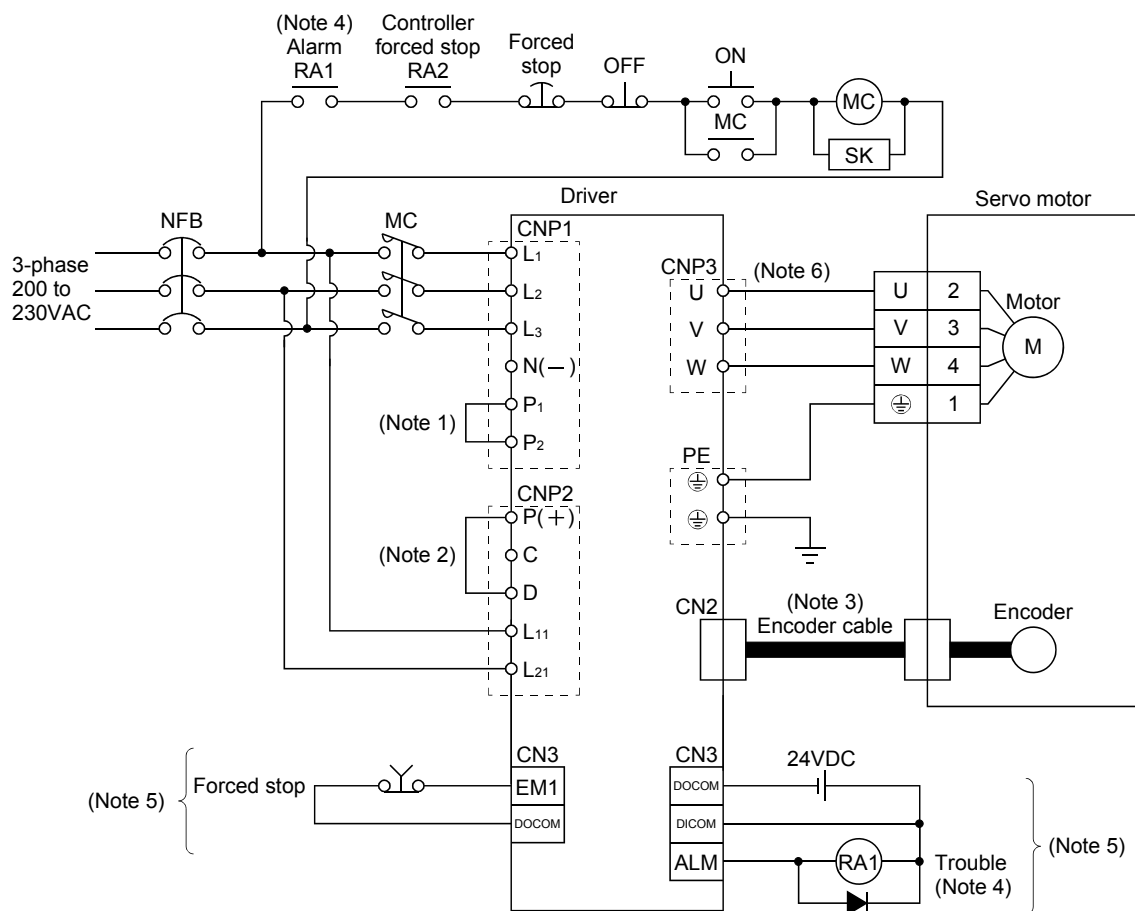 (Note 4)
Alarm
RA1
Controller
forced stop
RA2
Forced
stop
OFF
ON
MC
MC
SK
Driver
Servo motor
NFB
MC
3-phase
200 to
230VAC
CNP1
L1
L2
L3
N(−)
P1
P2
(Note 1)
CNP2
P(+)
C
D
L11
L21
(Note 2)
CNP3
U
V
W
(Note 6)
U 2
V 3
W 4
1
Motor
M
PE
CN2
(Note 3)
Encoder cable
Encoder
(Note 5)
Forced stop
CN3
EM1
DOCOM
CN3
DOCOM
DICOM
ALM
24VDC
RA1
Trouble
(Note 4)
(Note 5)